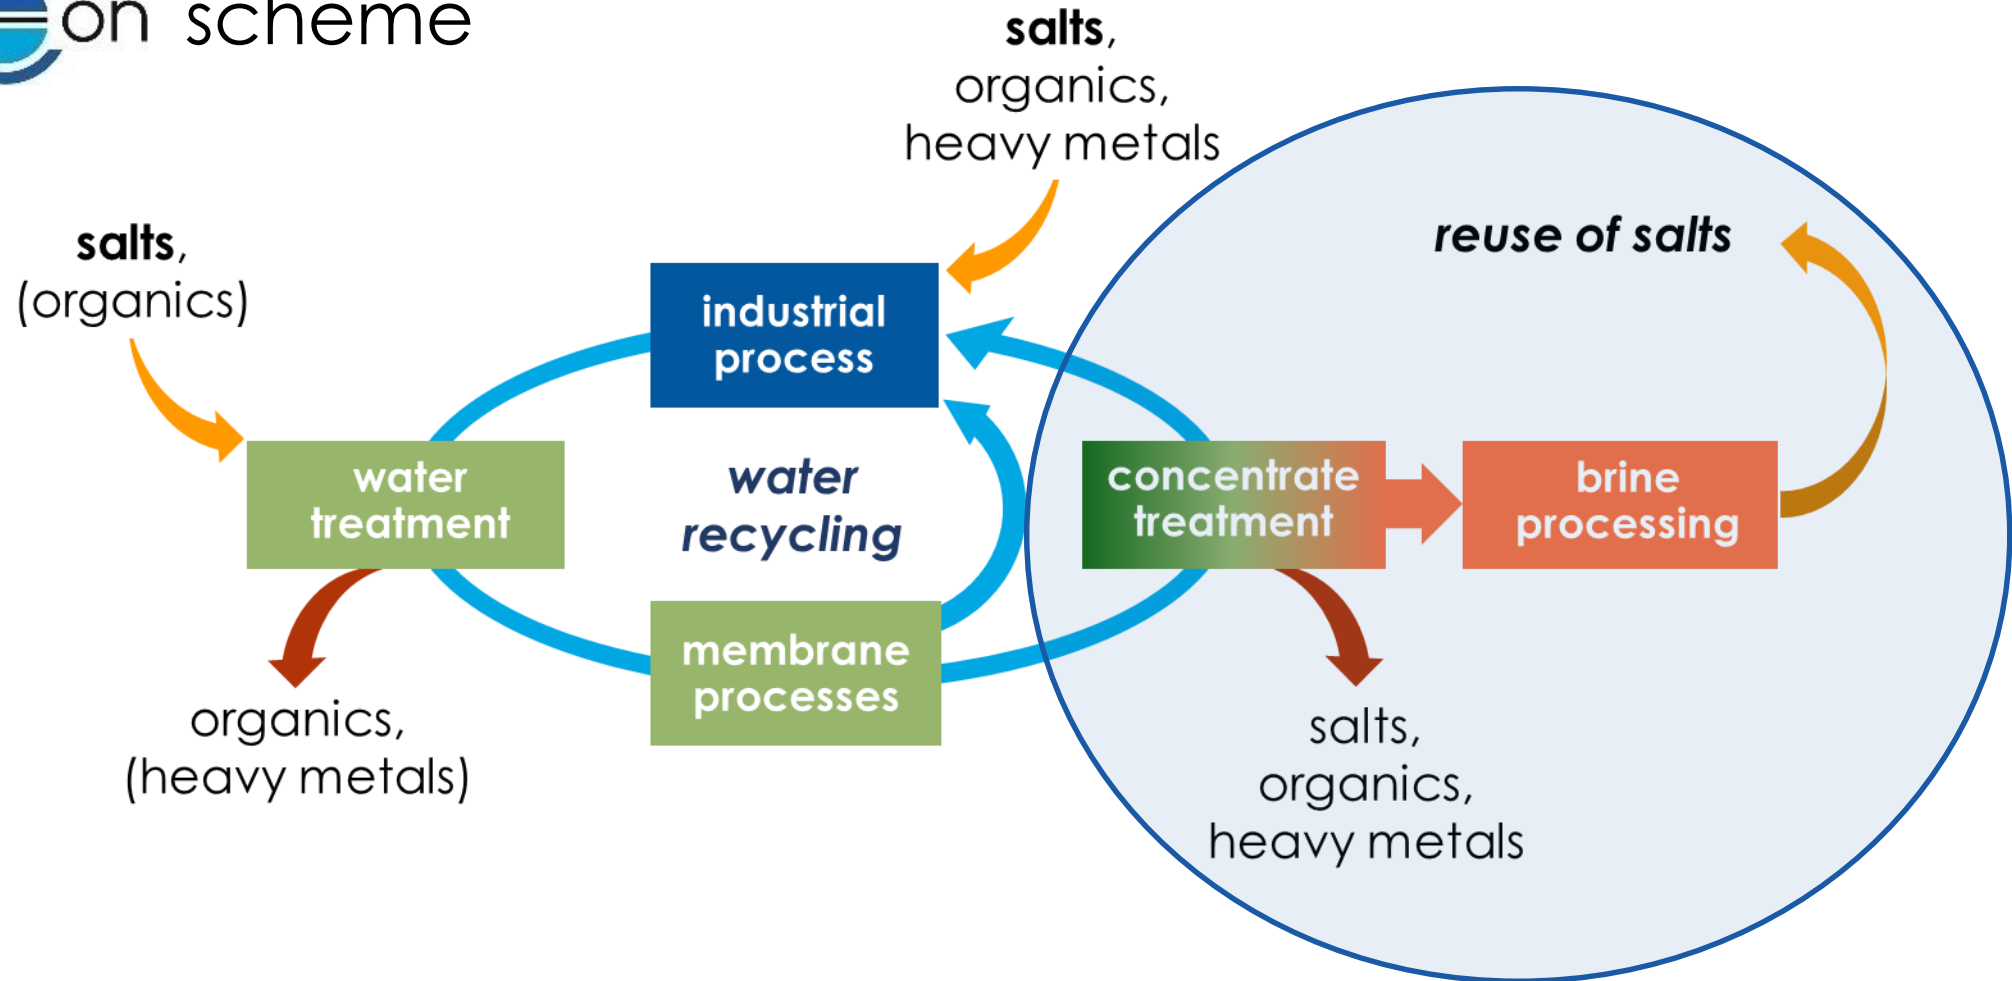 on scheme
salts,
organics,
heavy metals
salts,
(organics)
reuse of salts
industrial
process
water
treatment
water
recycling
concentrate
treatment
brine
processing
membrane
processes
organics,
(heavy metals)
salts,
organics,
heavy metals